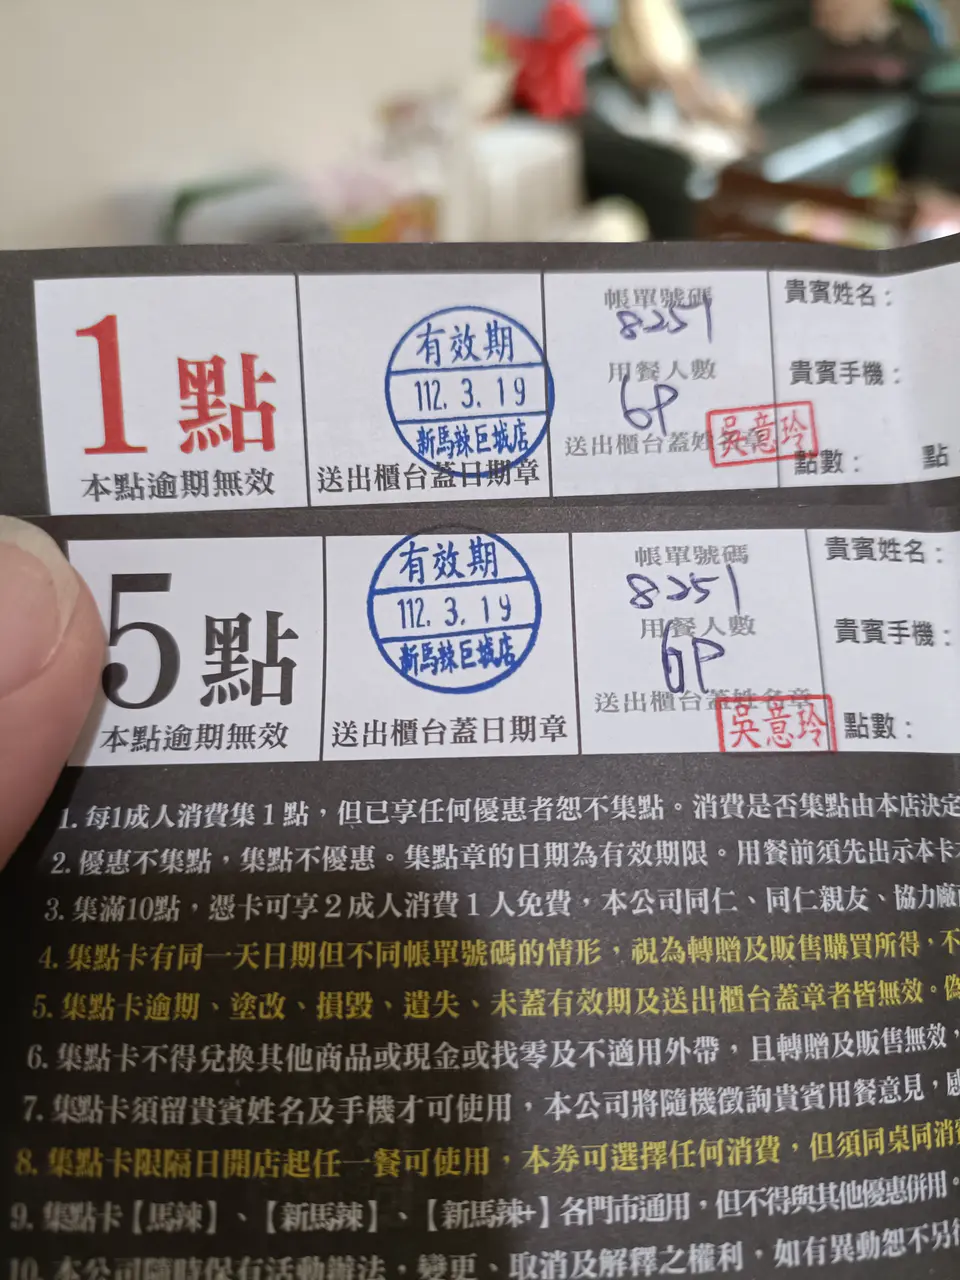 1點
本點逾期無效
有效期
112. 3. 19
新馬辣巨城店
送出櫃台蓋日期章
帳單號碼
8251
用餐人數
6P
送出櫃台蓋姓名章
吳意玲
貴賓姓名：
貴賓手機：
點數： 點
5點
本點逾期無效
有效期
112. 3. 19
新馬辣巨城店
送出櫃台蓋日期章
帳單號碼
8251
用餐人數
6P
送出櫃台蓋姓名章
吳意玲
貴賓姓名：
貴賓手機：
點數：
1. 每1成人消費集1點，但已享任何優惠者恕不集點。消費是否集點由本店決定
2. 優惠不集點，集點不優惠。集點章的日期為有效期限。用餐前須先出示本卡
3. 集滿10點，憑卡可享2成人消費1人免費，本公司同仁、同仁親友、協力廠
4. 集點卡有同一天日期但不同帳單號碼的情形，視為轉贈及販售購買所得，不
5. 集點卡逾期、塗改、損毀、遺失、未蓋有效期及送出櫃台蓋章者皆無效。偽
6. 集點卡不得兌換其他商品或現金或找零及不適用外帶，且轉贈及販售無效，
7. 集點卡須留貴賓姓名及手機才可使用，本公司將隨機徵詢貴賓用餐意見，感
8. 集點卡限隔日開店起任一餐可使用，本券可選擇任何消費，但須同桌同消費
9. 集點卡【馬辣】、【新馬辣】、【新馬辣+】各門市通用，但不得與其他優惠併用。
10. 本公司隨時保有活動辦法，變更、取消及解釋之權利，如有異動恕不另